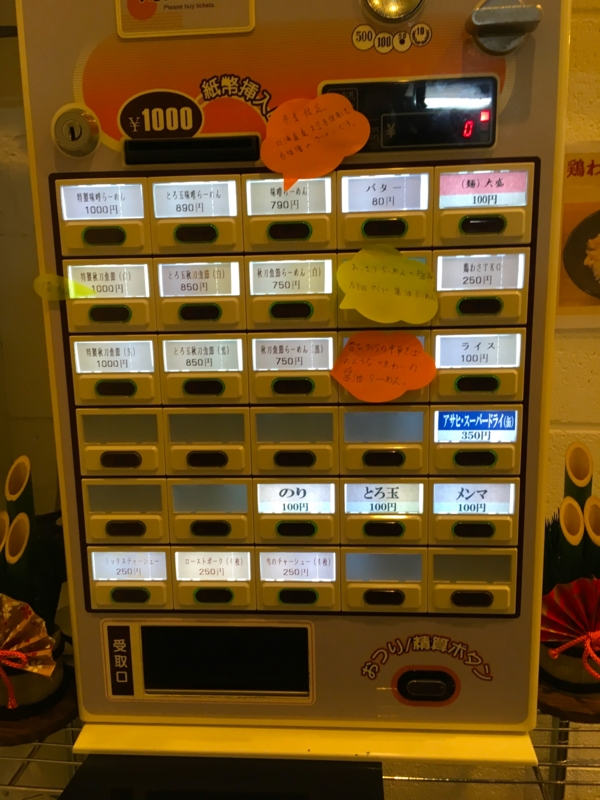 Please buy tickets
500 100 50 10
紙幣挿入
¥1000
¥ 0
特製味噌らーめん
1000円
とろ玉味噌らーめん
890円
味噌らーめん
790円
バター
80円
(麺)大盛
100円
特製秋刀魚節(白)
1000円
とろ玉秋刀魚節(白)
850円
秋刀魚節らーめん(白)
750円
鶏わさTKG
250円
特製秋刀魚節(黒)
1000円
とろ玉秋刀魚節(黒)
850円
秋刀魚節らーめん(黒)
750円
ライス
100円
アサヒ・スーパードライ(缶)
350円
のり
100円
とろ玉
100円
メンマ
100円
ミックスチャーシュー
250円
ローストポーク(4枚)
250円
250円
受取口
おつり/精算ボタン
鶏わ